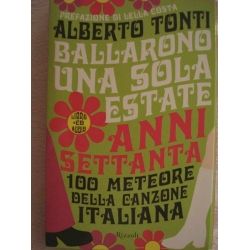 PREFAZIONE DI LELLA COSTA
ALBERTO TONTI
BALLARONO
UNA SOLA
ESTATE
LIBRO
+CD
AUDIO
ANNI
SETTANTA
100 METEORE
DELLA CANZONE
ITALIANA
Rizzoli